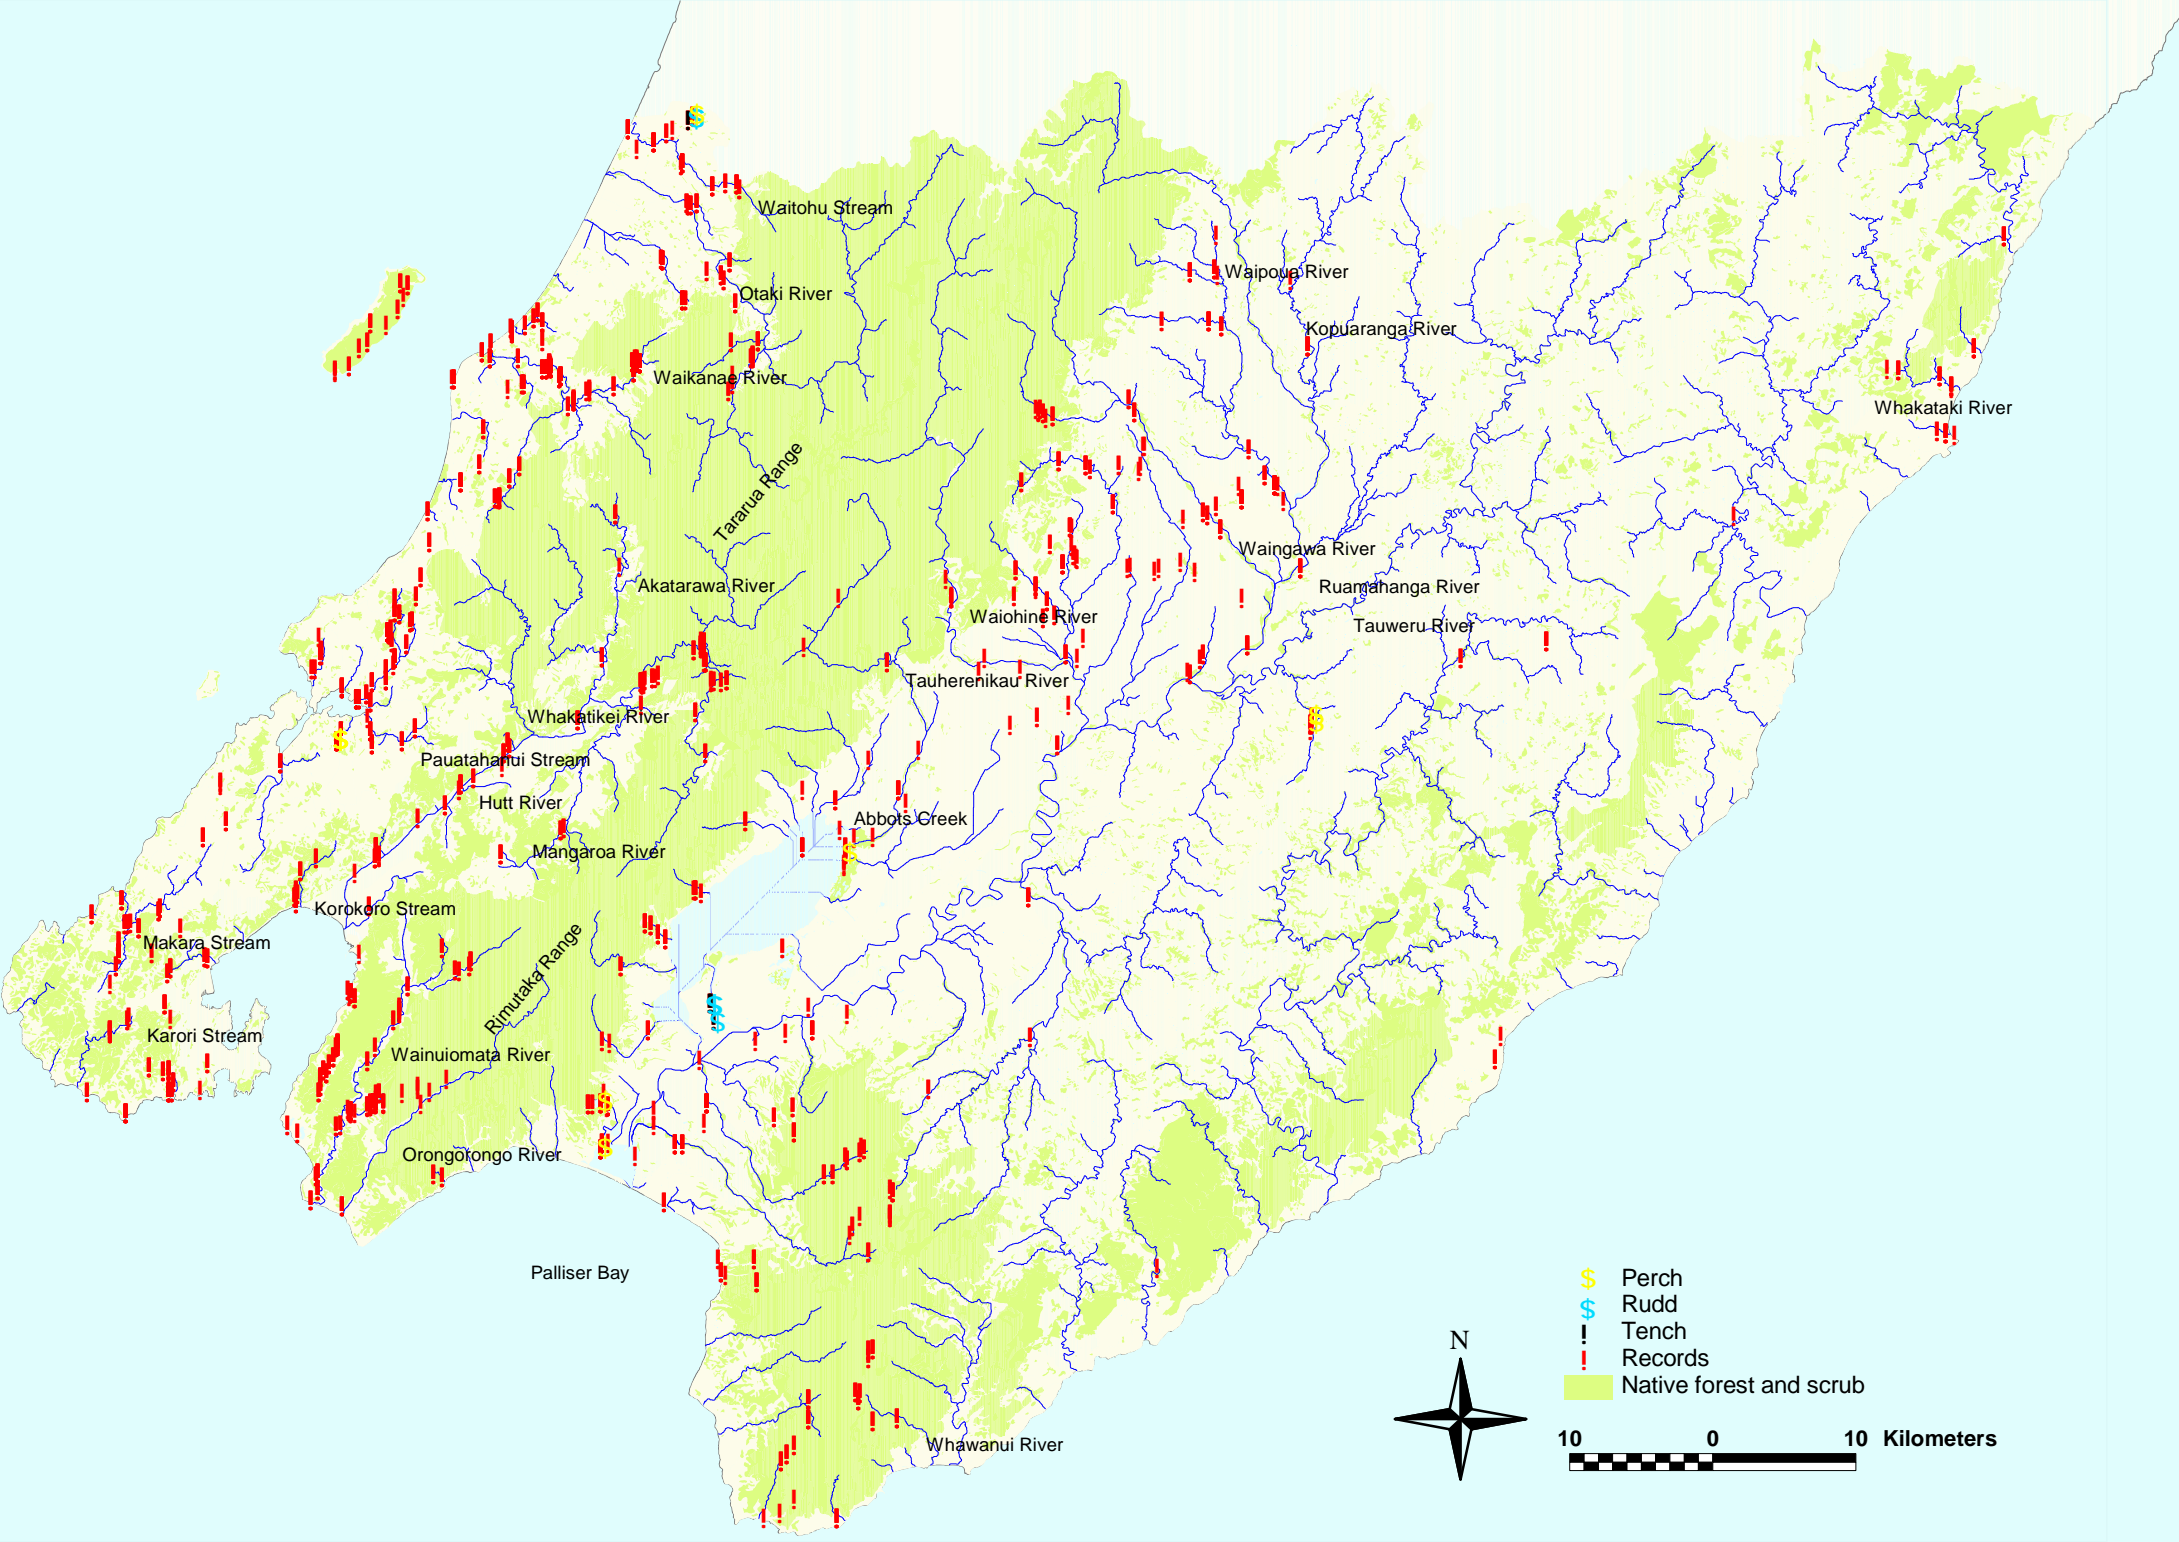 Waitohu Stream
Waipoua River
Otaki River
Kopuaranga River
Waikanae River
Whakataki River
Tararua Range
Waingawa River
Akatarawa River
Ruamahanga River
Waiohine River
Tauweru River
Tauherenikau River
Whakatikei River
Pauatahanui Stream
Hutt River
Abbots Creek
Mangaroa River
Korokoro Stream
Makara Stream
Rimutaka Range
Karori Stream
Wainuiomata River
Orongorongo River
Palliser Bay
$ Perch
$ Rudd
! Tench
! Records
Native forest and scrub
N
10 0 10 Kilometers
Whawanui River